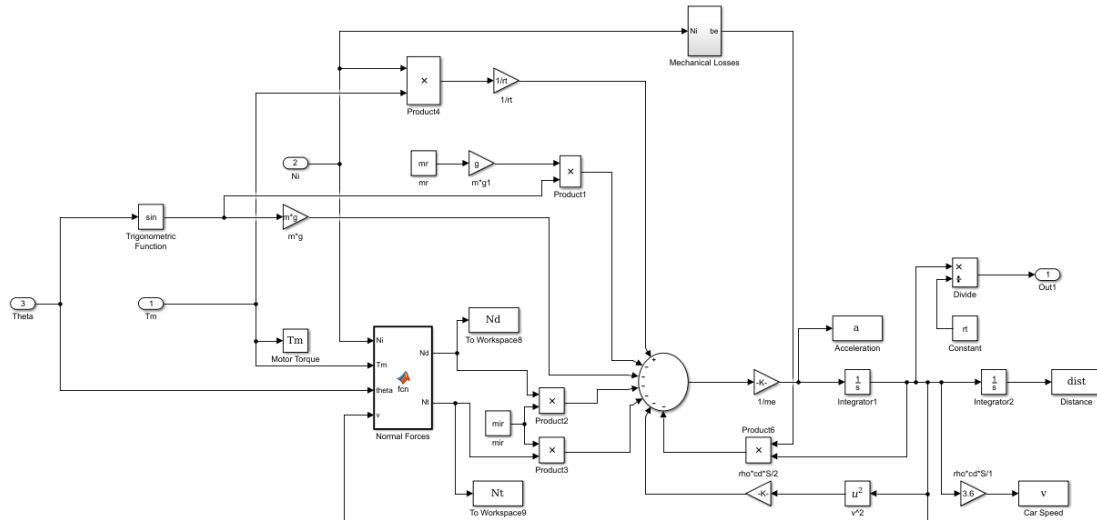 Ni
be
Mechanical Losses
×
Product4
1/rt
1/rt
2
Ni
mr
mr
g
m*g1
×
Product1
sin
Trigonometric
Function
m*g
m*g
3
Theta
1
Tm
Tm
Motor Torque
Ni
Tm
theta
v
Nd
Nt
fcn
Normal Forces
Nd
To Workspace8
mir
mir
×
Product2
×
Product3
Nt
To Workspace9
+
-
-
-
-
-
-
-K-
1/me
a
Acceleration
1
s
Integrator1
×
÷
Divide
1
Out1
rt
Constant
1
s
Integrator2
dist
Distance
Product6
×
rho*cd*S/2
-K-
u²
v^2
rho*cd*S/1
3.6
v
Car Speed